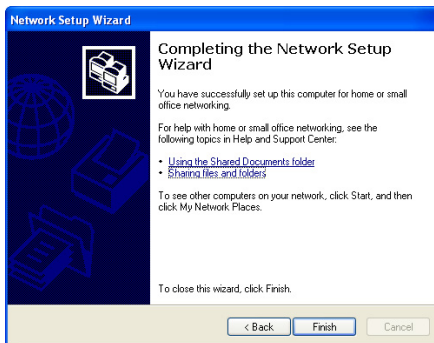 Network Setup Wizard
Completing the Network Setup
Wizard
You have successfully set up this computer for home or small
office networking.
For help with home or small office networking, see the
following topics in Help and Support Center:
• Using the Shared Documents folder
• Sharing files and folders
To see other computers on your network, click Start, and then
click My Network Places.
To close this wizard, click Finish.
< Back Finish Cancel